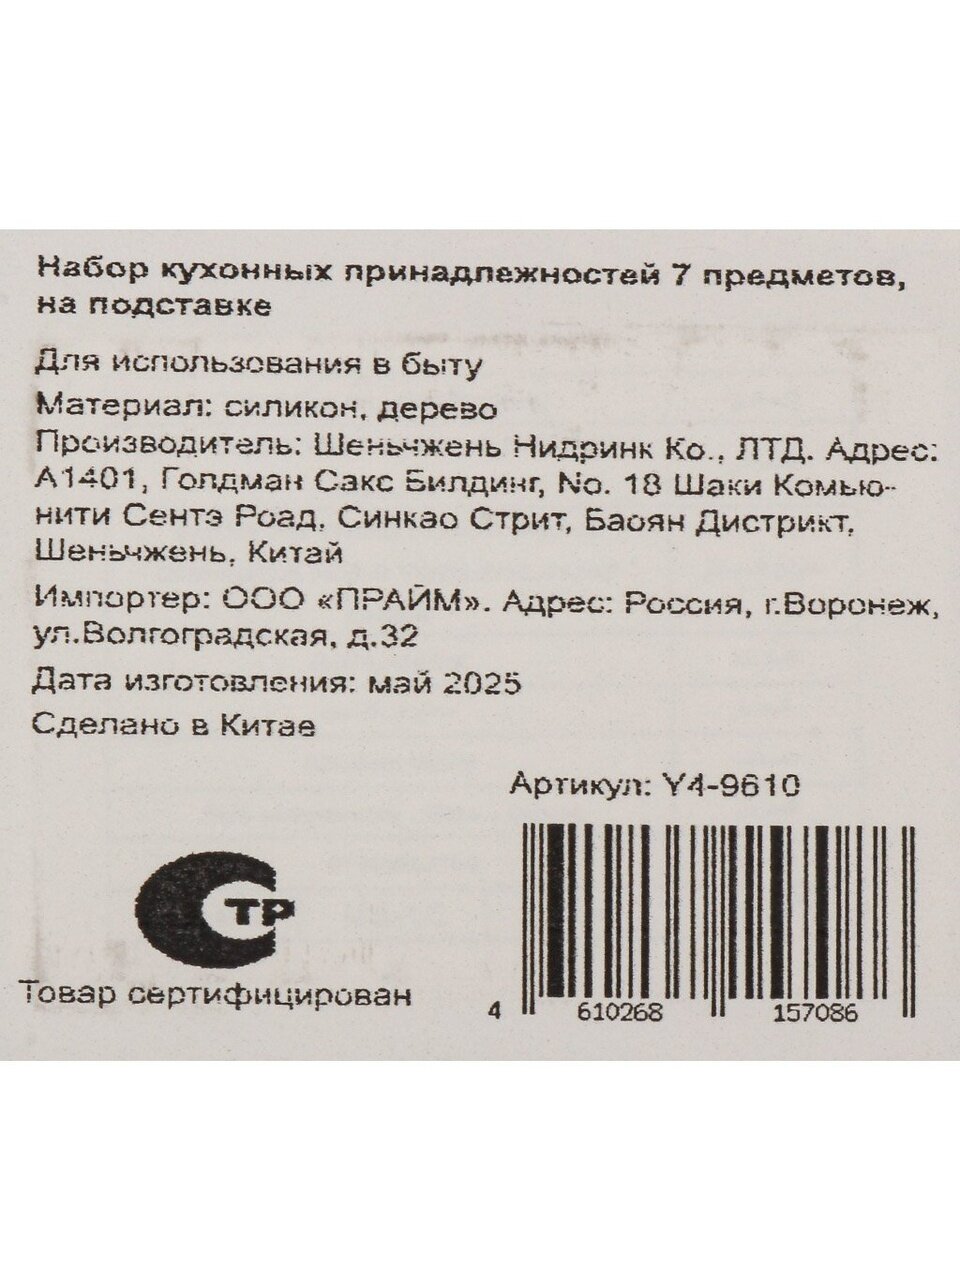 Набор кухонных принадлежностей 7 предметов,
на подставке
Для использования в быту
Материал: силикон, дерево
Производитель: Шеньчжень Нидринк Ко., ЛТД. Адрес:
А1401, Голдман Сакс Билдинг, No. 18 Шаки Комью-
нити Сентэ Роад, Синкао Стрит, Баоян Дистрикт,
Шеньчжень, Китай
Импортер: ООО «ПРАЙМ». Адрес: Россия, г.Воронеж,
ул.Волгоградская, д.32
Дата изготовления: май 2025
Сделано в Китае
Артикул: Y4-9610
СТР
Товар сертифицирован
4 610268 157086